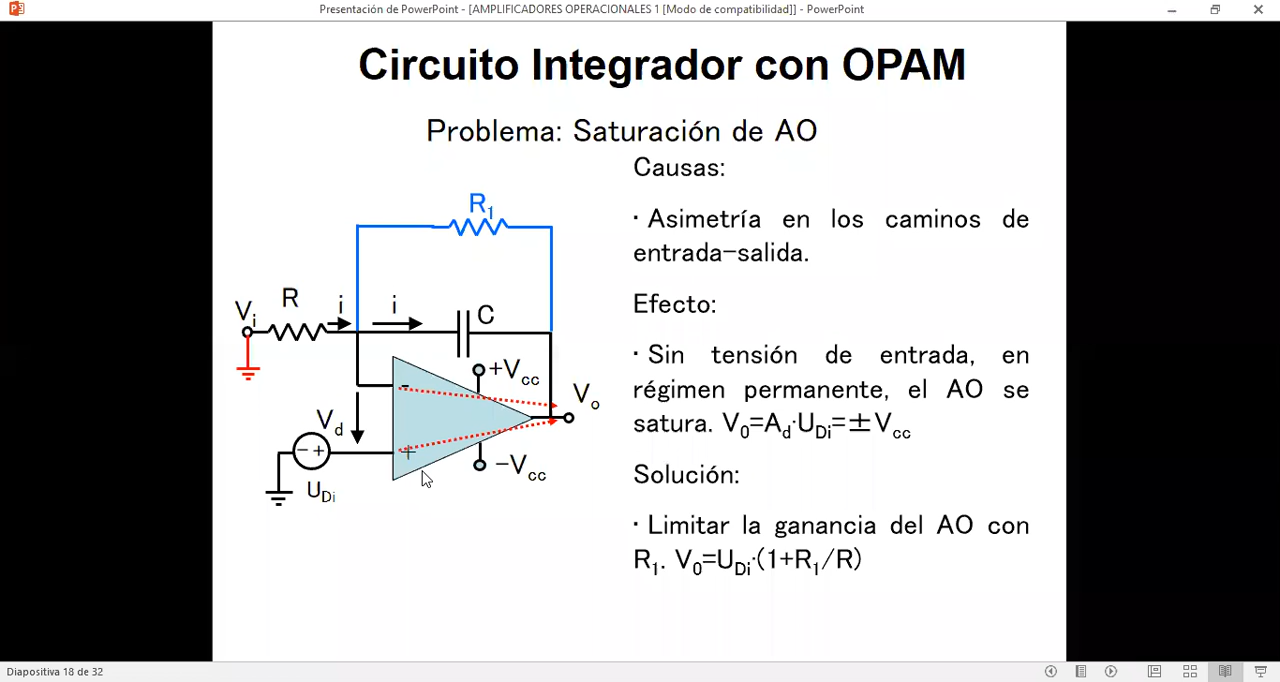 Presentación de PowerPoint - [AMPLIFICADORES OPERACIONALES 1 [Modo de compatibilidad]] - PowerPoint
Circuito Integrador con OPAM
Problema: Saturación de AO
Causas:
· Asimetría en los caminos de
entrada-salida.
Efecto:
· Sin tensión de entrada, en
régimen permanente, el AO se
satura. V0=Ad·UDi=±Vcc
Solución:
· Limitar la ganancia del AO con
R1. V0=UDi·(1+R1/R)
R1
Vi
R
i
i
C
+Vcc
-
Vo
Vd
- +
+
-Vcc
UDi
Diapositiva 18 de 32